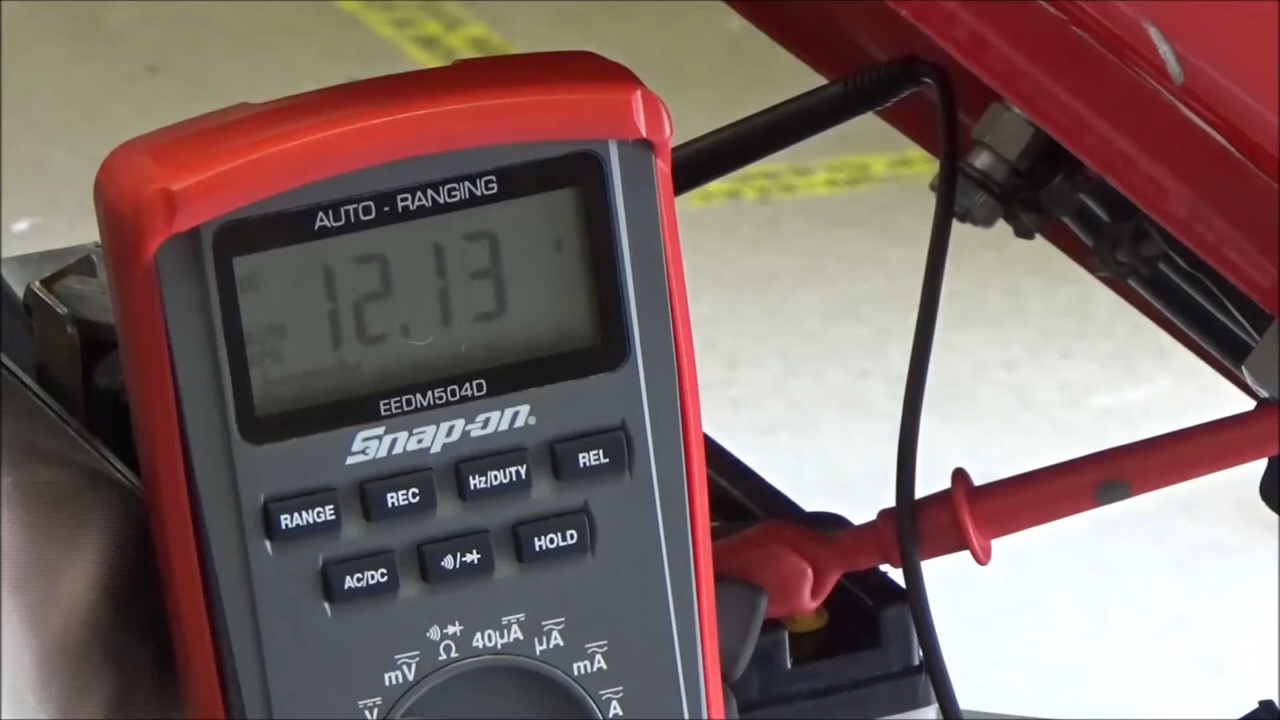 AUTO - RANGING
12.13
EEDM504D
Snap-on®
RANGE REC Hz/DUTY REL
AC/DC HOLD
V mV Ω 40µA µA mA A